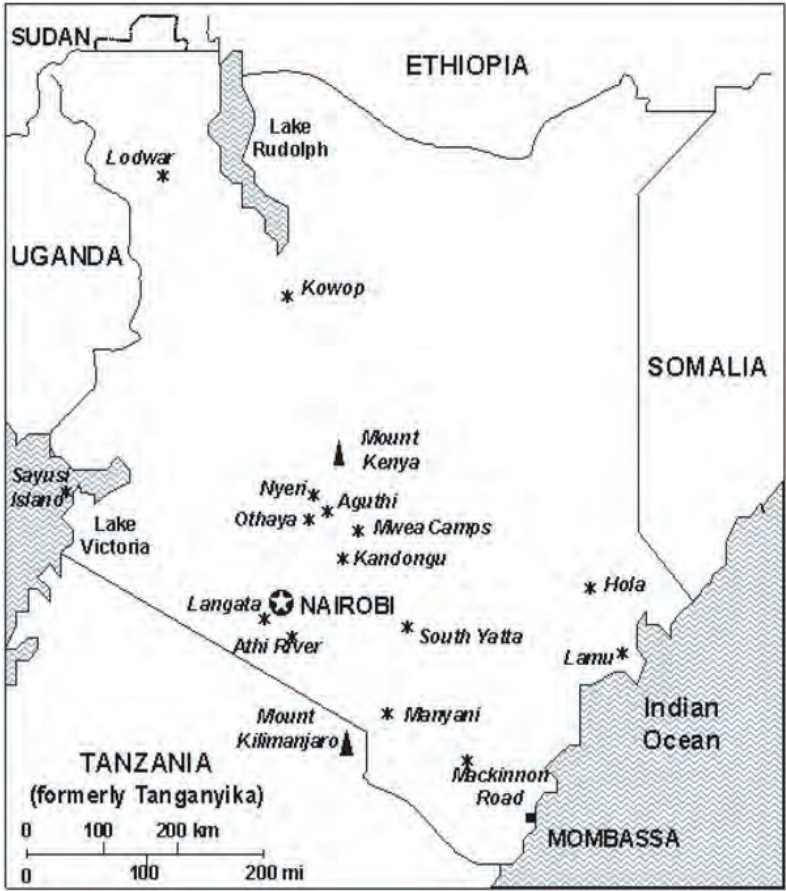 SUDAN
ETHIOPIA
Lake
Rudolph
Lodwar
UGANDA
Kowop
SOMALIA
Mount
Kenya
Sayusi
Island
Nyeri
Aguthi
Othaya
Mwea Camps
Lake
Victoria
Kandongu
Hola
Langata
NAIROBI
Athi River
South Yatta
Lamu
Manyani
Indian
Ocean
Mount
Kilimanjaro
TANZANIA
(formerly Tanganyika)
Mackinnon
Road
MOMBASSA
0 100 200 km
0 100 200 mi